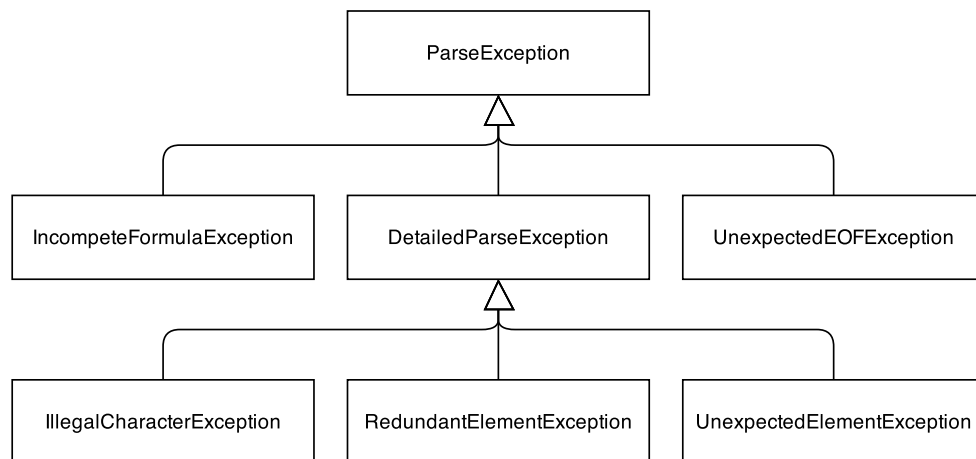 ParseException
IncompeteFormulaException
DetailedParseException
UnexpectedEOFException
IllegalCharacterException
RedundantElementException
UnexpectedElementException